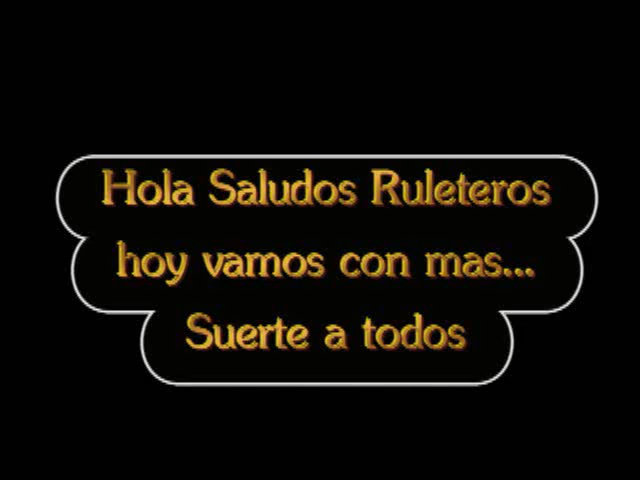 Hola Saludos Ruleteros
hoy vamos con mas...
Suerte a todos